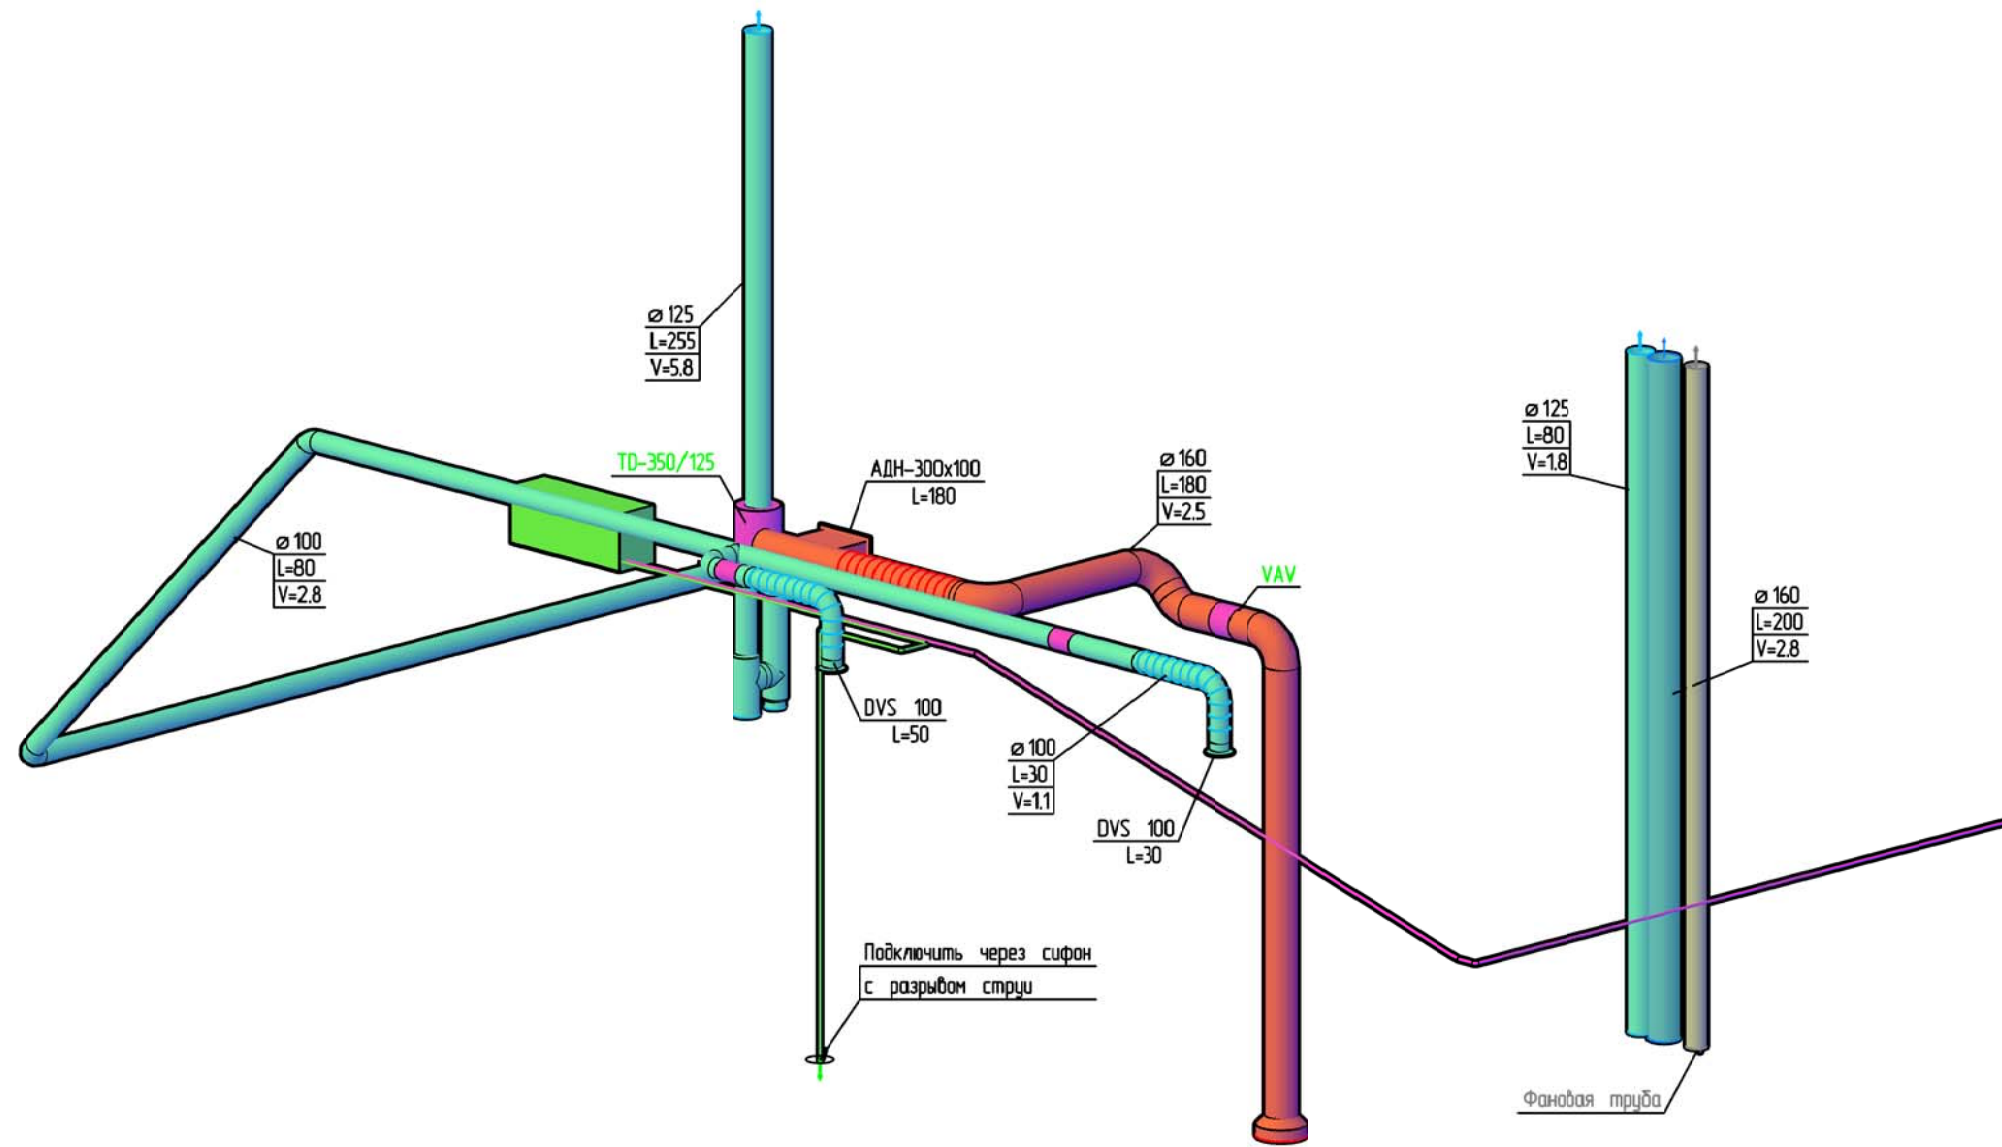 ⌀125
L=255
V=5.8
TD-350/125
АДН-300x100
L=180
⌀160
L=180
V=2.5
⌀125
L=80
V=1.8
⌀100
L=80
V=2.8
VAV
⌀160
L=200
V=2.8
DVS 100
L=50
⌀100
L=30
V=1.1
DVS 100
L=30
Подключить через сифон
с разрывом струи
Фановая труба